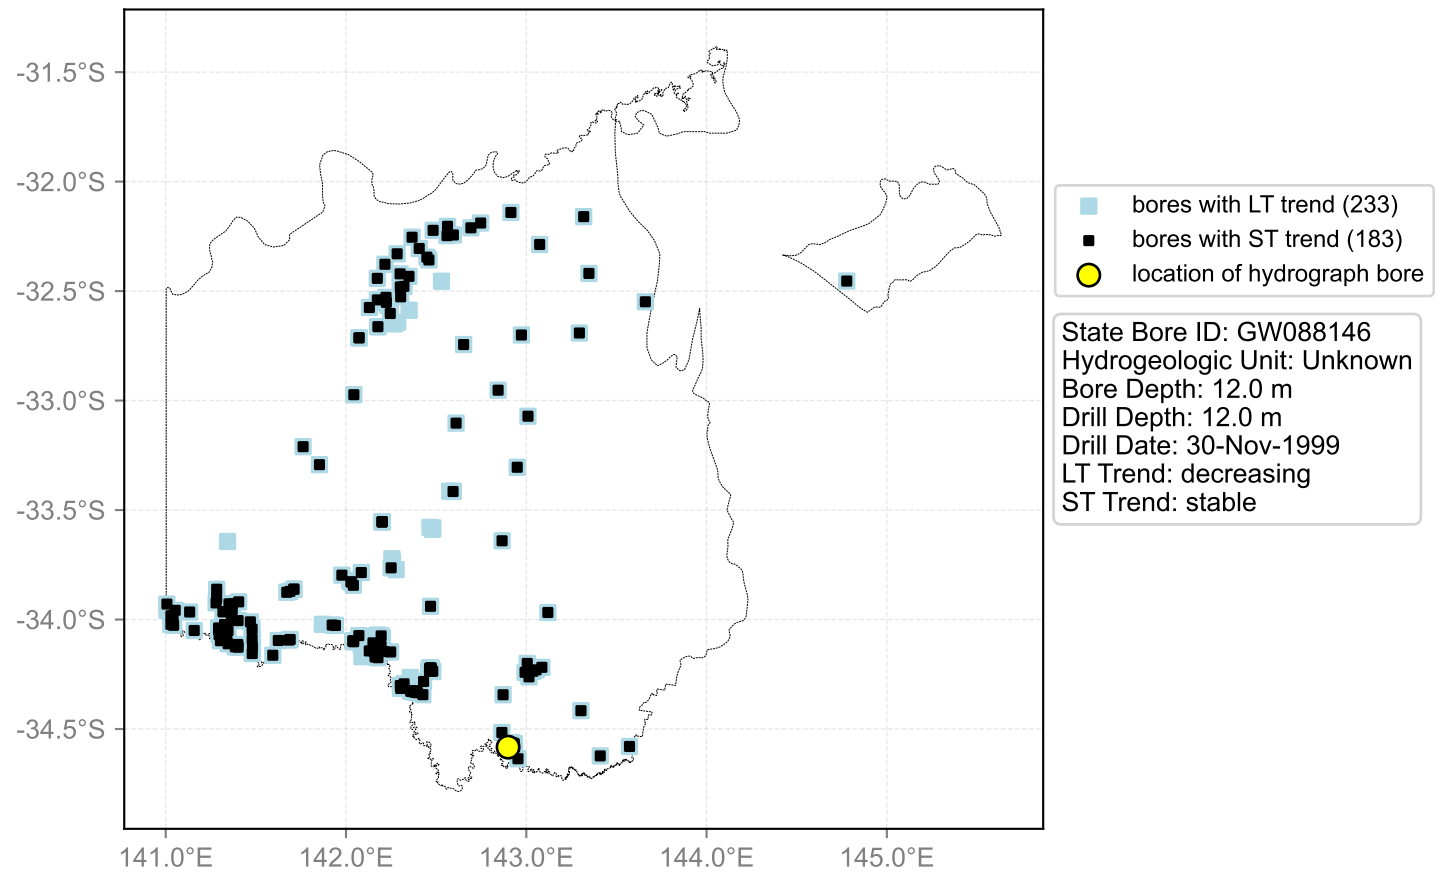 -31.5°S
-32.0°S
-32.5°S
-33.0°S
-33.5°S
-34.0°S
-34.5°S
141.0°E
142.0°E
143.0°E
144.0°E
145.0°E
bores with LT trend (233)
bores with ST trend (183)
location of hydrograph bore
State Bore ID: GW088146
Hydrogeologic Unit: Unknown
Bore Depth: 12.0 m
Drill Depth: 12.0 m
Drill Date: 30-Nov-1999
LT Trend: decreasing
ST Trend: stable